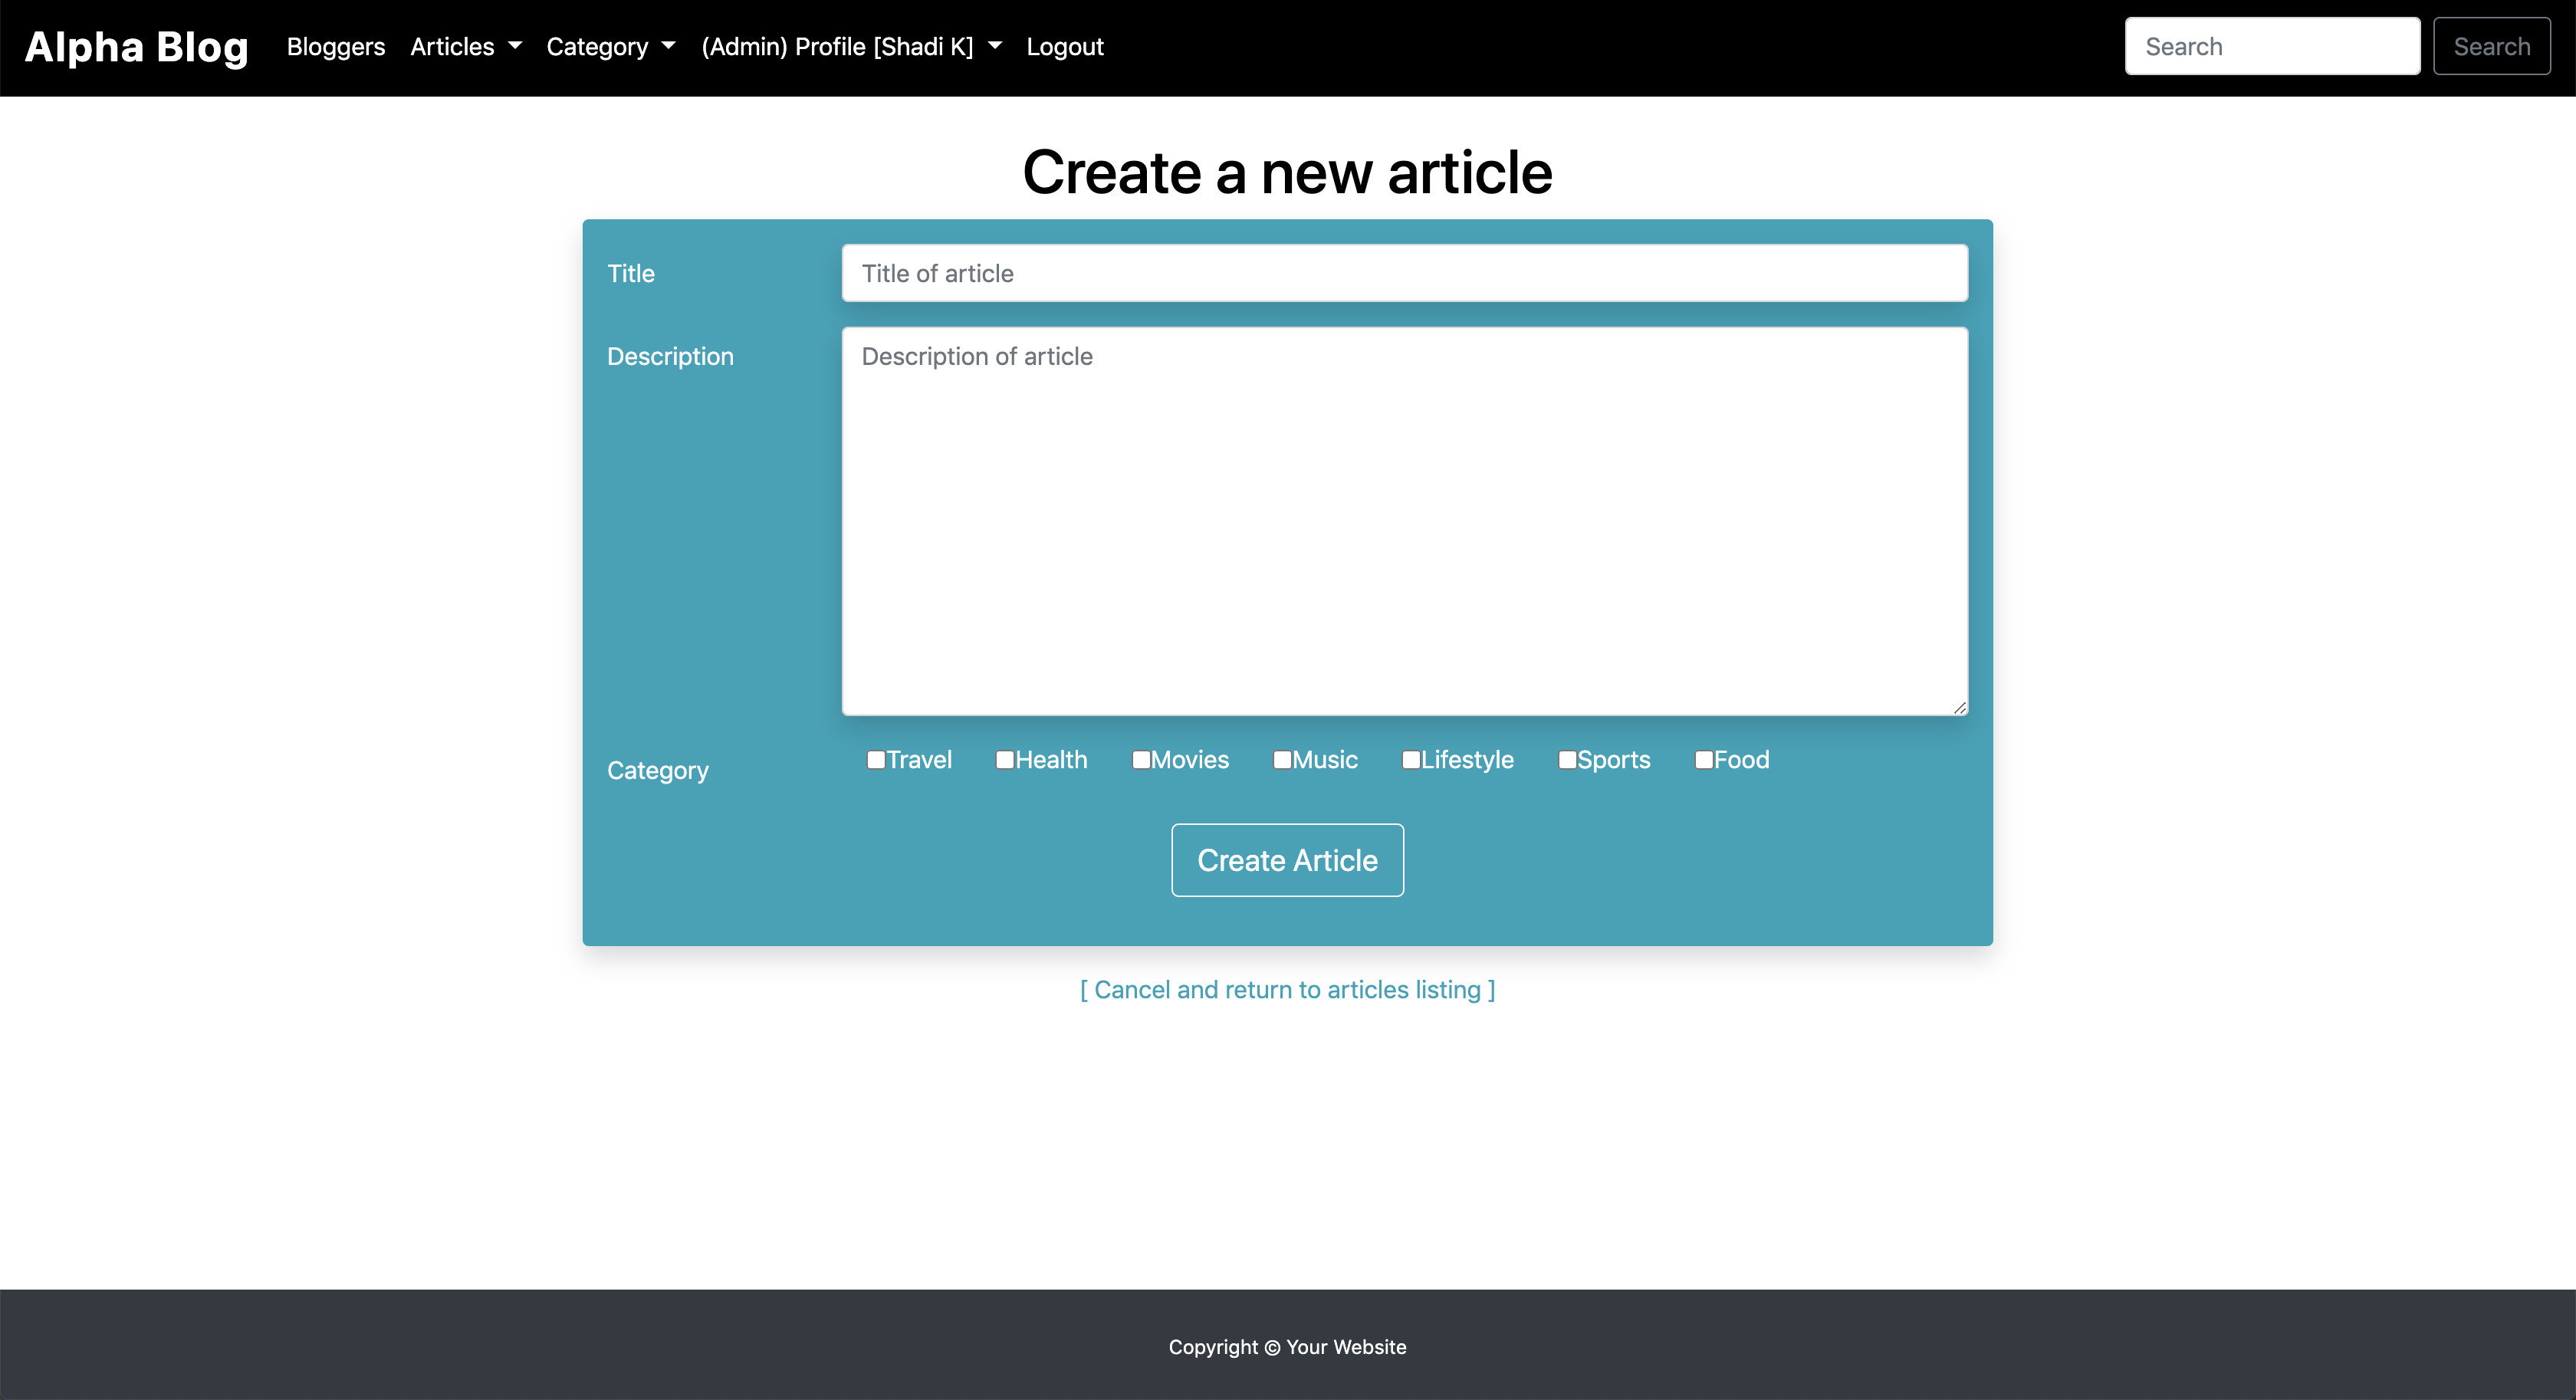 Alpha Blog Bloggers Articles Category (Admin) Profile [Shadi K] Logout Search Search
Create a new article
Title Title of article
Description Description of article
Category Travel Health Movies Music Lifestyle Sports Food
Create Article
[ Cancel and return to articles listing ]
Copyright © Your Website